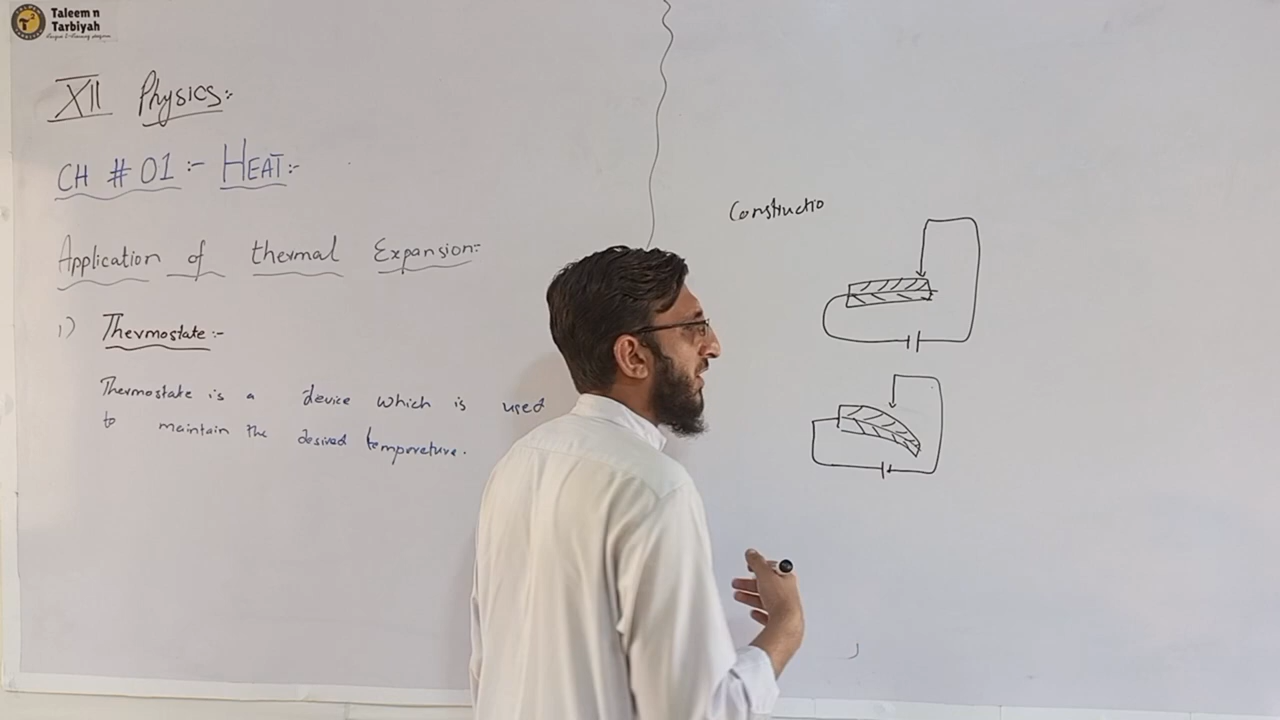 Taleem n
Tarbiyah
XII Physics:-
CH # 01 :- HEAT:-
Application of thermal Expansion:-
1) Thermostate:-
Thermostate is a device which is used
to maintain the desired temperature.
Constructio